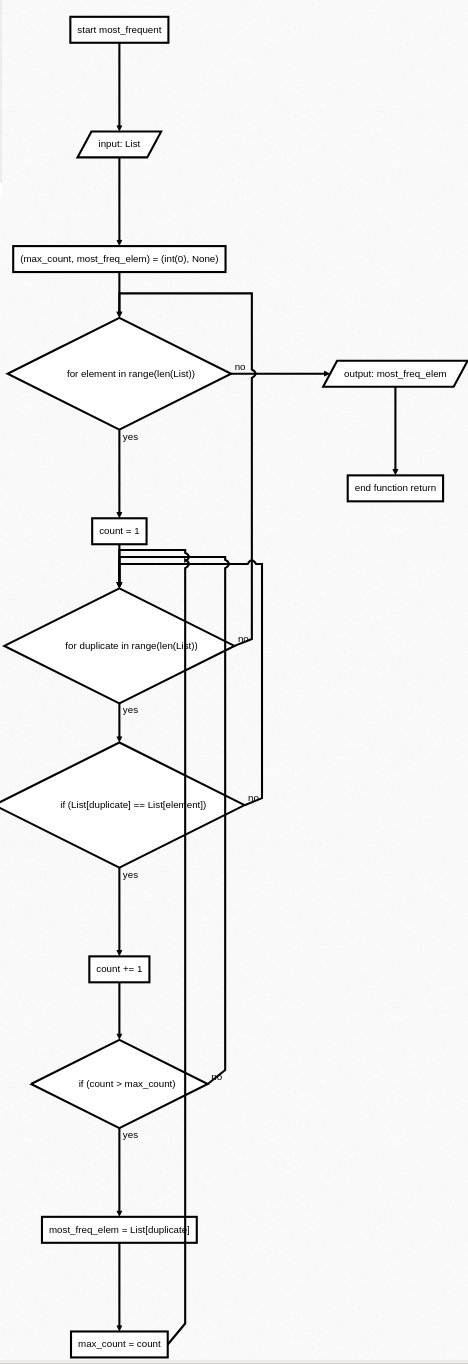 start most_frequent
input: List
(max_count, most_freq_elem) = (int(0), None)
for element in range(len(List))
no
output: most_freq_elem
yes
end function return
count = 1
for duplicate in range(len(List))
no
yes
if (List[duplicate] == List[element])
no
yes
count += 1
if (count > max_count)
no
yes
most_freq_elem = List[duplicate]
max_count = count